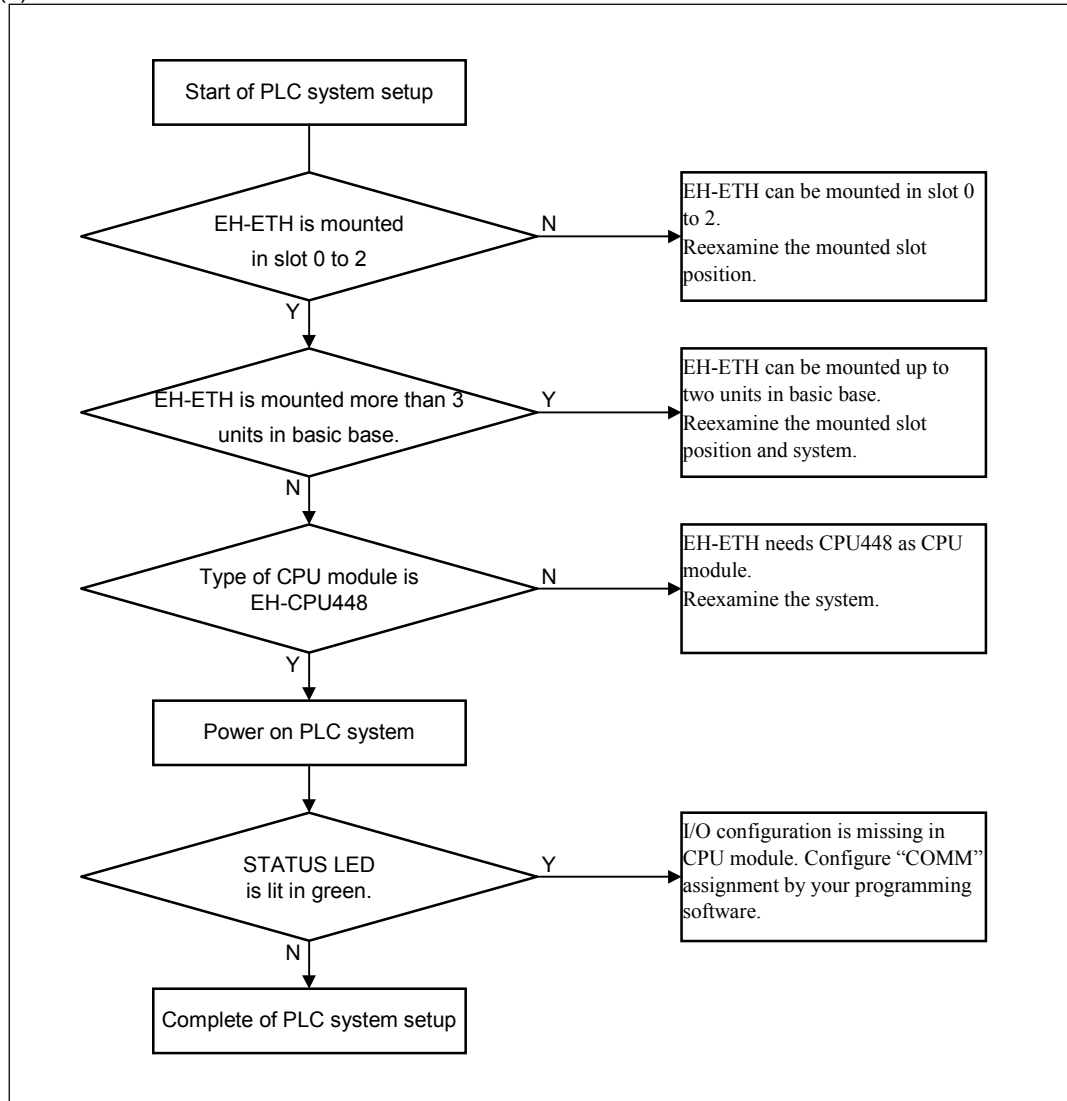 Start of PLC system setup
EH-ETH is mounted
in slot 0 to 2
N
EH-ETH can be mounted in slot 0
to 2.
Reexamine the mounted slot
position.
Y
EH-ETH is mounted more than 3
units in basic base.
Y
EH-ETH can be mounted up to
two units in basic base.
Reexamine the mounted slot
position and system.
N
Type of CPU module is
EH-CPU448
N
EH-ETH needs CPU448 as CPU
module.
Reexamine the system.
Y
Power on PLC system
STATUS LED
is lit in green.
Y
I/O configuration is missing in
CPU module. Configure “COMM”
assignment by your programming
software.
N
Complete of PLC system setup